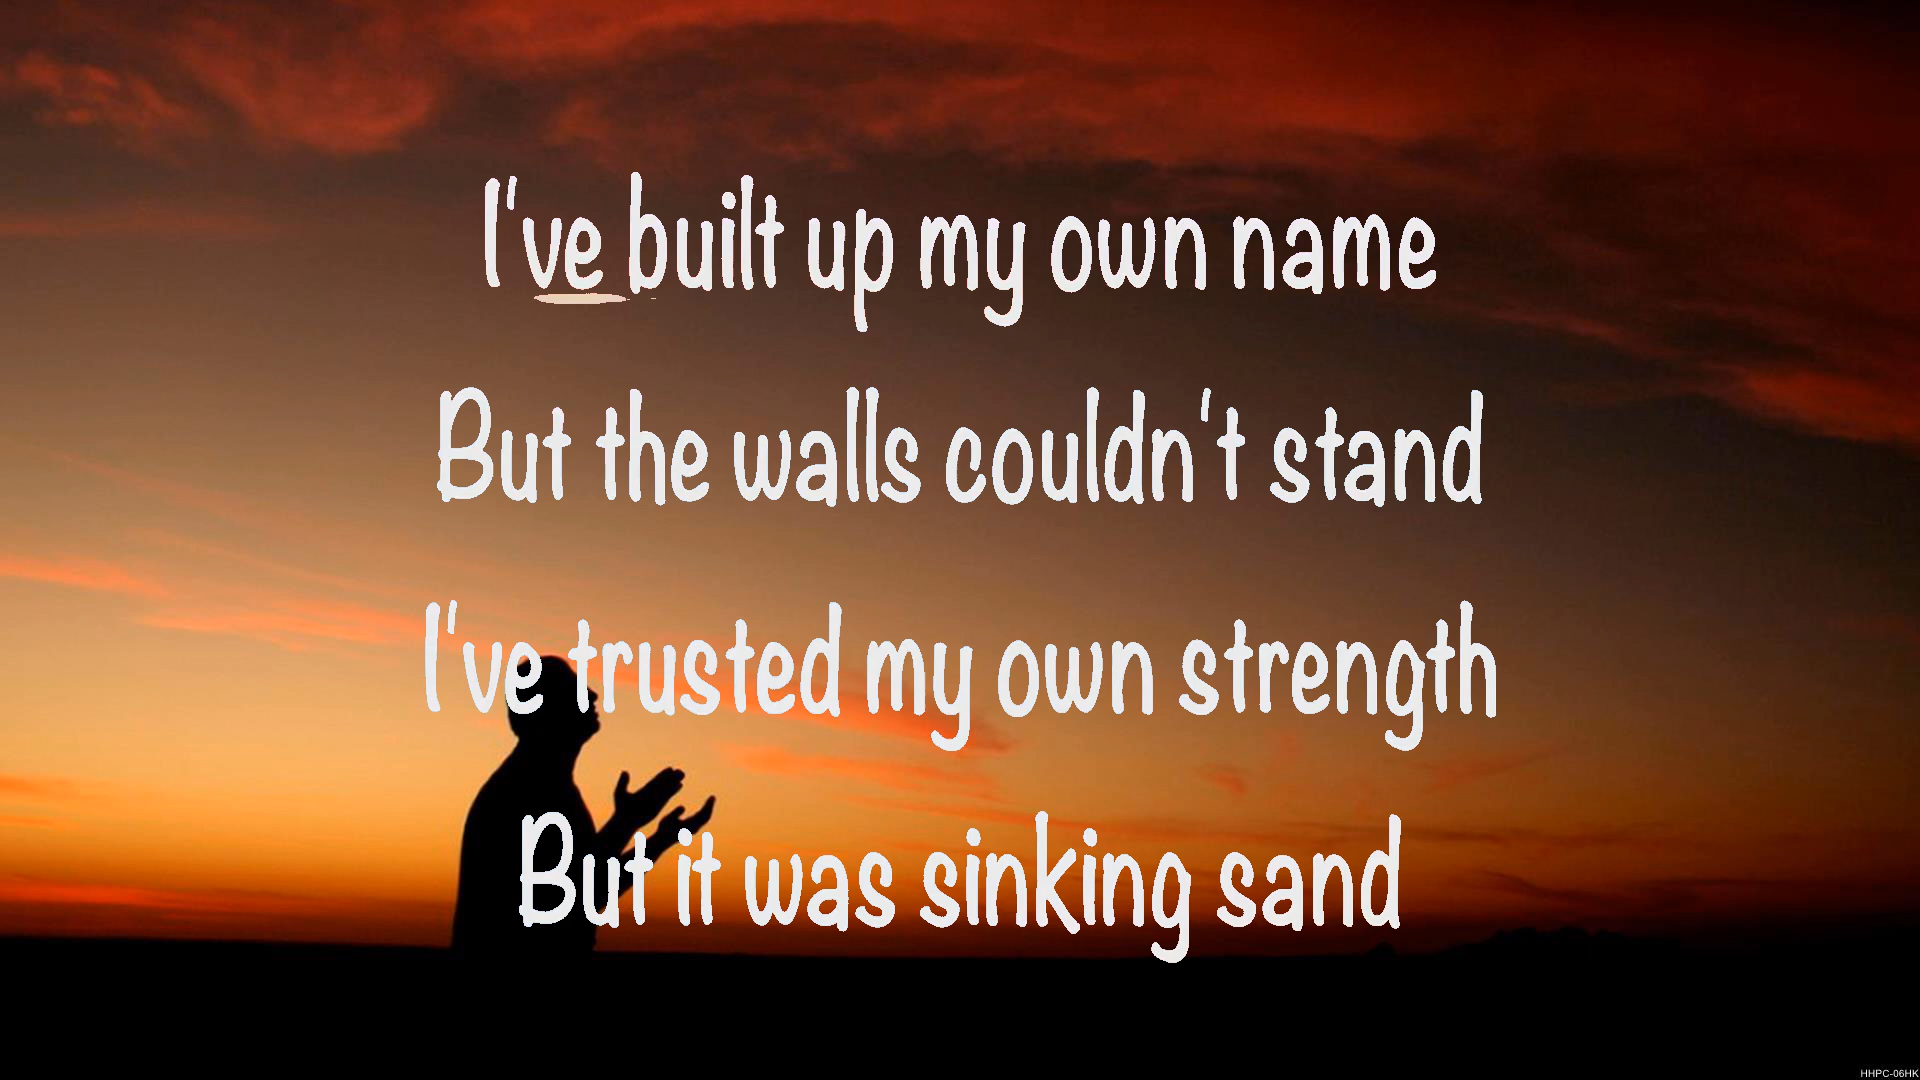 I've built up my own name
But the walls couldn't stand
I've trusted my own strength
But it was sinking sand
HHPC-06HK